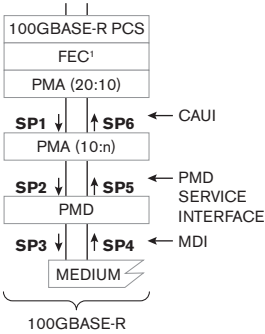 100GBASE-R PCS
FEC¹
PMA (20:10)
SP1 SP6 CAUI
PMA (10:n)
SP2 SP5 PMD
SERVICE
INTERFACE
PMD
SP3 SP4 MDI
MEDIUM
100GBASE-R